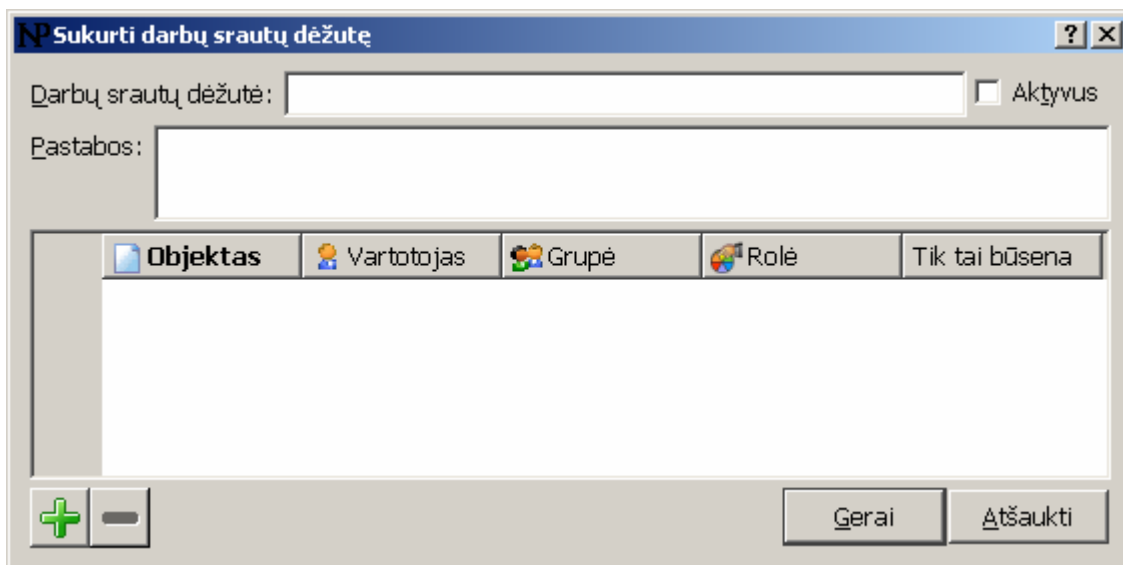 NP Sukurti darbų srautų dėžutę
Darbų srautų dėžutė: Aktyvus
Pastabos:
Objektas Vartotojas Grupė Rolė Tik tai būsena
Gerai Atšaukti